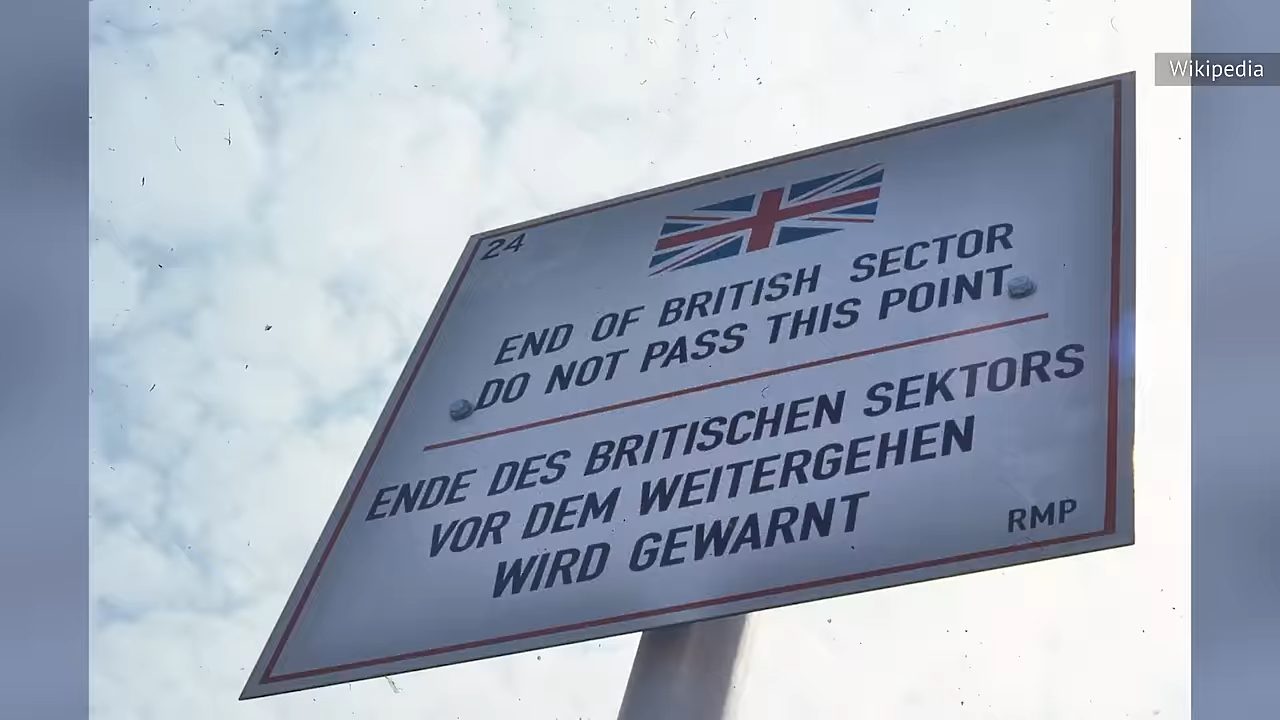 Wikipedia
24
END OF BRITISH SECTOR
DO NOT PASS THIS POINT
ENDE DES BRITISCHEN SEKTORS
VOR DEM WEITERGEHEN
WIRD GEWARNT
RMP